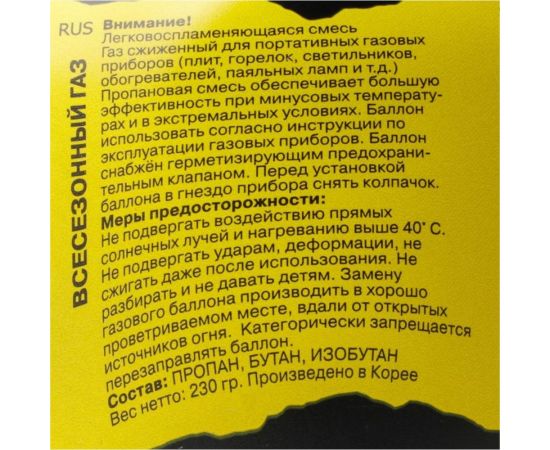 RUS
ВСЕСЕЗОННЫЙ ГАЗ
Внимание!
Легковоспламеняющаяся смесь
Газ сжиженный для портативных газовых
приборов (плит, горелок, светильников,
обогревателей, паяльных ламп и т.д.)
Пропановая смесь обеспечивает большую
эффективность при минусовых температу-
рах и в экстремальных условиях. Баллон
использовать согласно инструкции по
эксплуатации газовых приборов. Баллон
снабжён герметизирующим предохрани-
тельным клапаном. Перед установкой
баллона в гнездо прибора снять колпачок.
Меры предосторожности:
Не подвергать воздействию прямых
солнечных лучей и нагреванию выше 40˚ С.
Не подвергать ударам, деформации, не
сжигать даже после использования. Не
разбирать и не давать детям. Замену
газового баллона производить в хорошо
проветриваемом месте, вдали от открытых
источников огня. Категорически запрещается
перезаправлять баллон.
Состав: ПРОПАН, БУТАН, ИЗОБУТАН
Вес нетто: 230 гр. Произведено в Корее